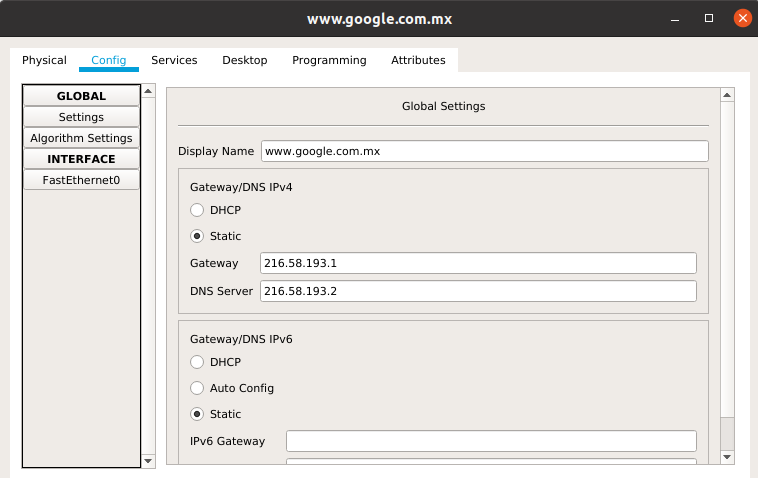 www.google.com.mx
Physical Config Services Desktop Programming Attributes
GLOBAL
Settings
Algorithm Settings
INTERFACE
FastEthernet0
Global Settings
Display Name www.google.com.mx
Gateway/DNS IPv4
DHCP
Static
Gateway 216.58.193.1
DNS Server 216.58.193.2
Gateway/DNS IPv6
DHCP
Auto Config
Static
IPv6 Gateway